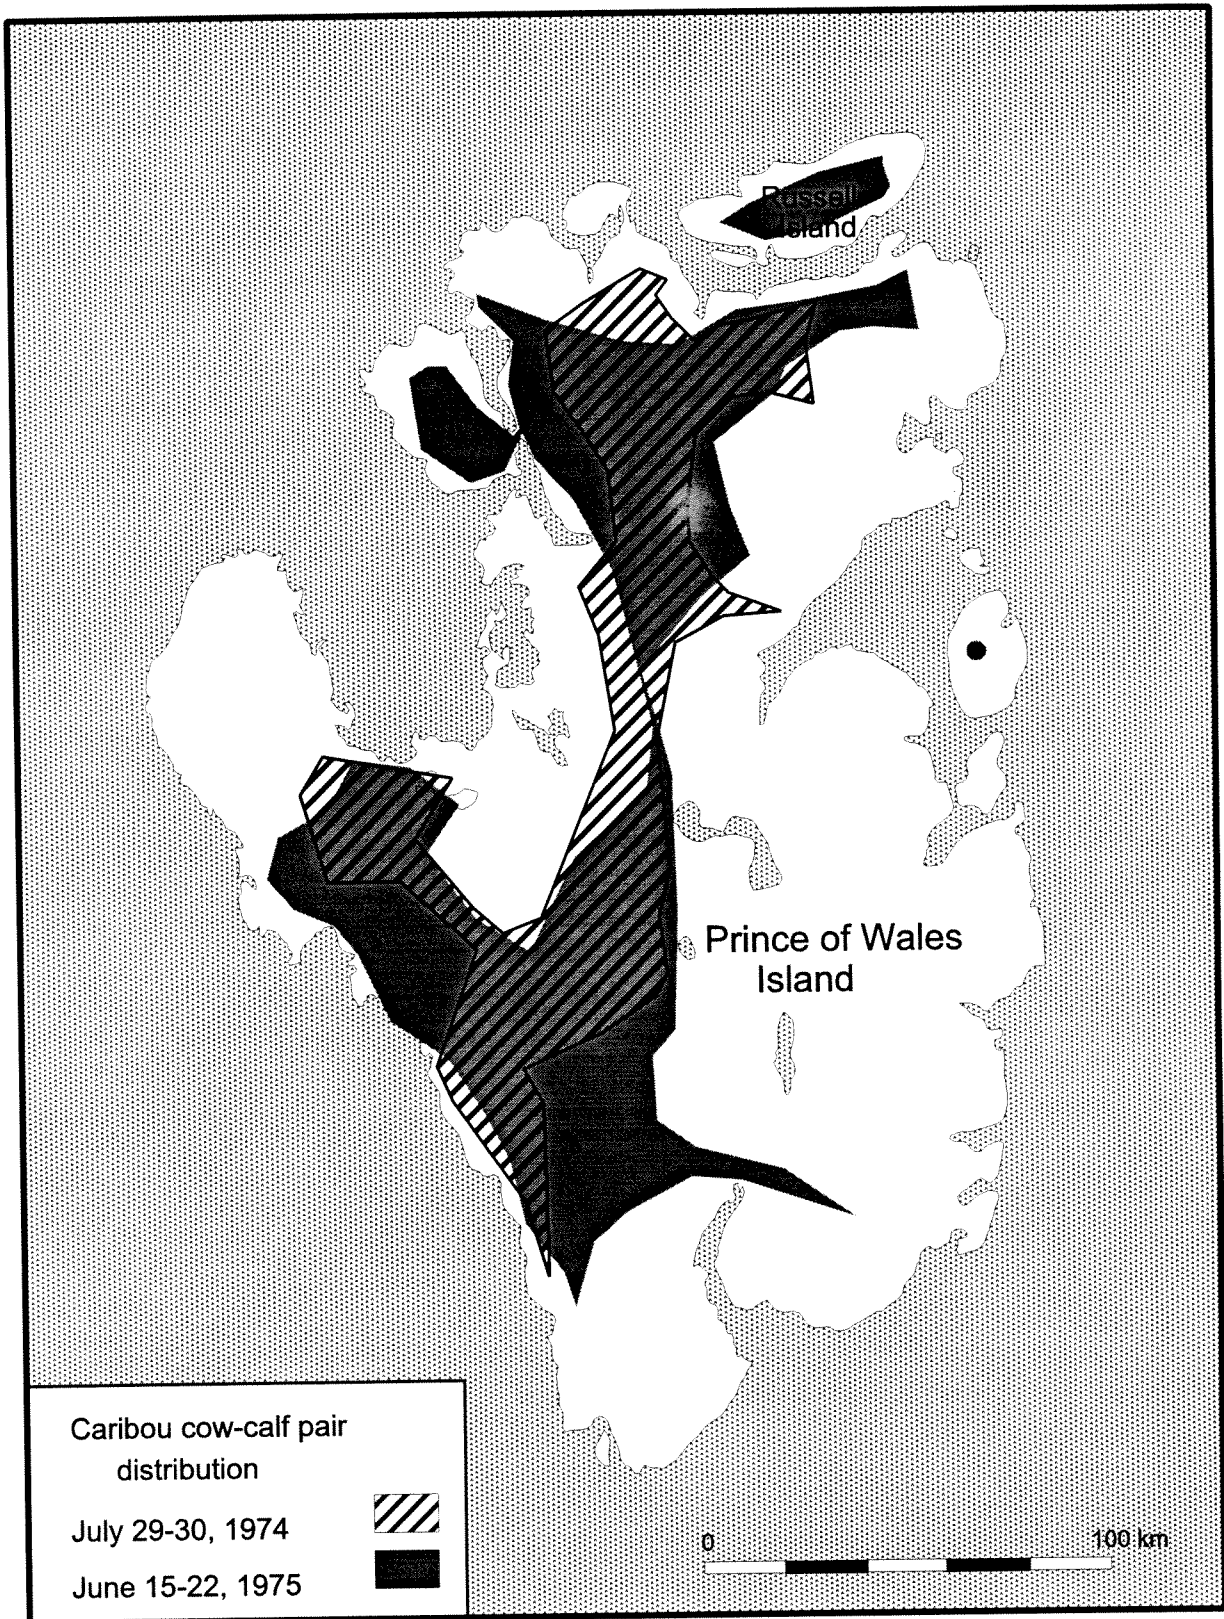 Russell
Island
Prince of Wales
Island
Caribou cow-calf pair
distribution
July 29-30, 1974
June 15-22, 1975
0
100 km